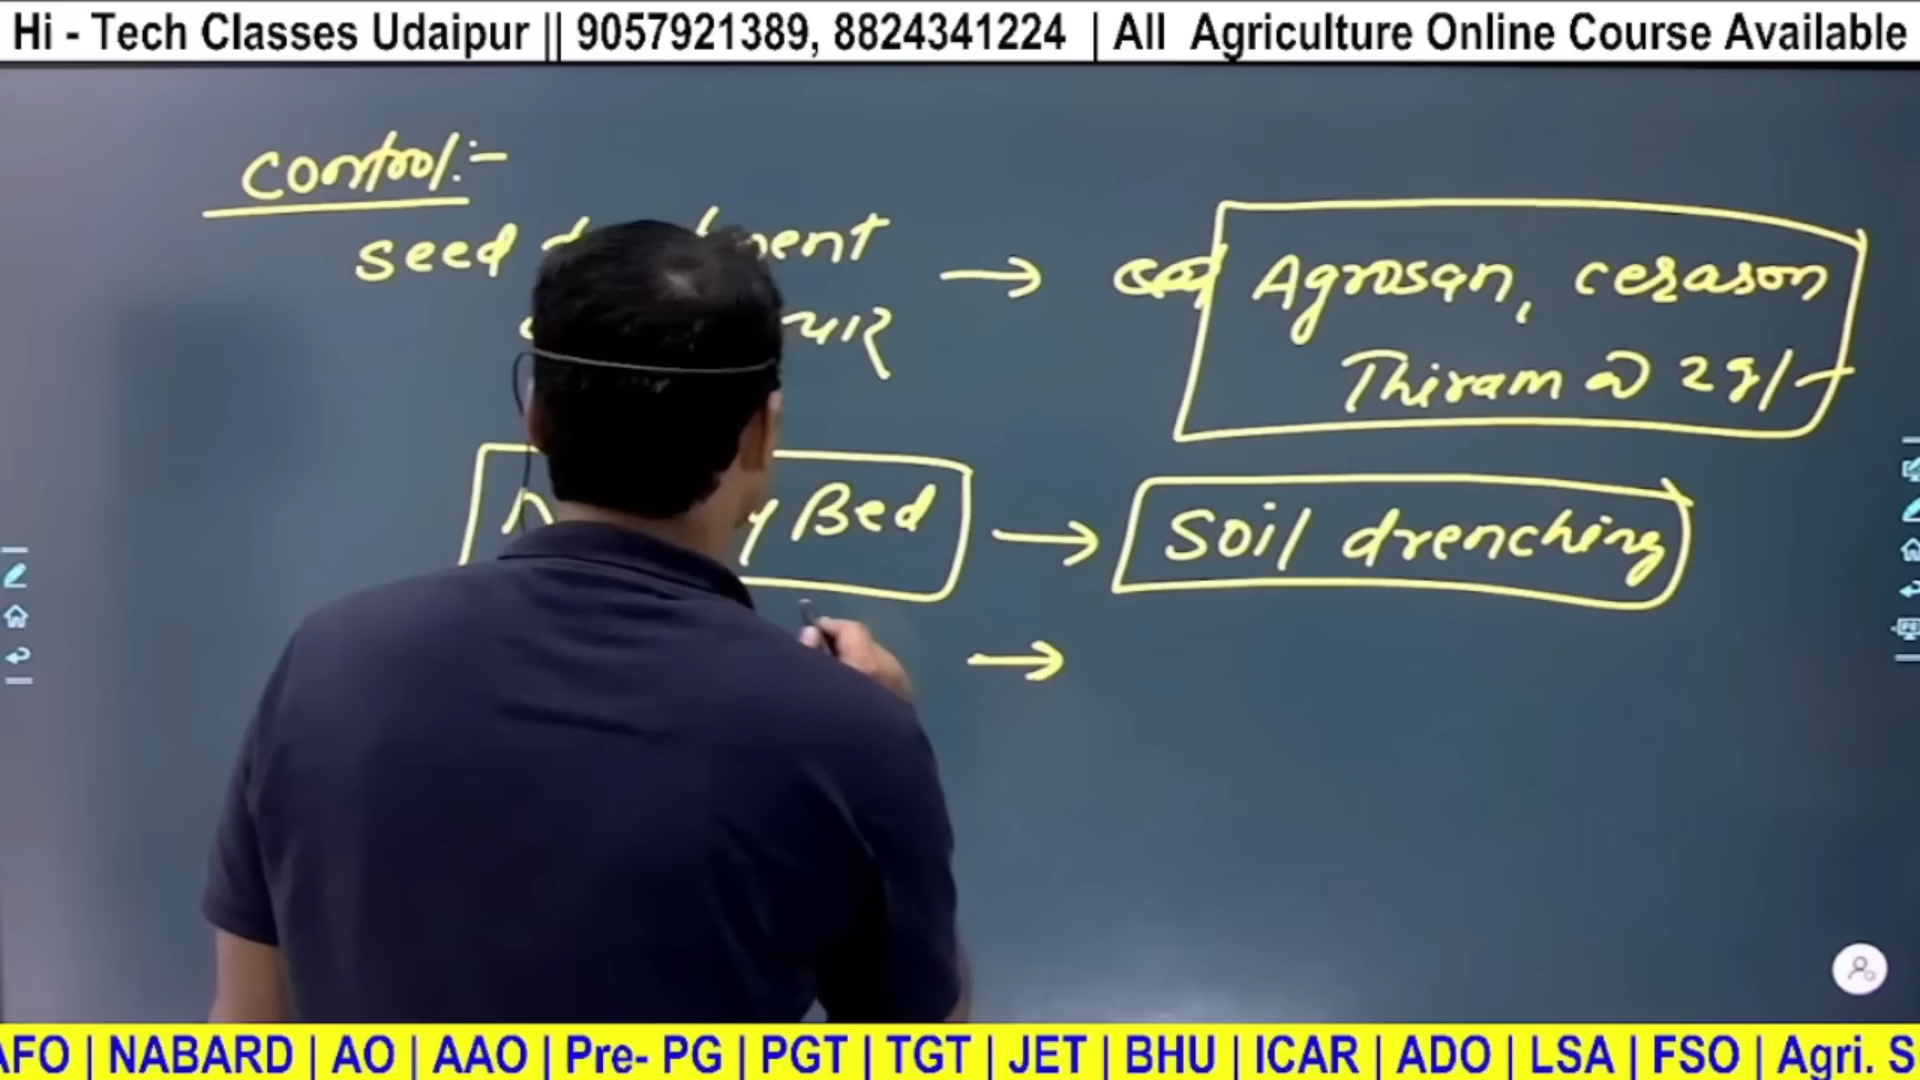 Hi - Tech Classes Udaipur || 9057921389, 8824341224 | All Agriculture Online Course Available
Control:-
seed
→ Agrosan, cerason
Thiram @ 2g/-
Bed → Soil drenching
→
AFO | NABARD | AO | AAO | Pre- PG | PGT | TGT | JET | BHU | ICAR | ADO | LSA | FSO | Agri. S